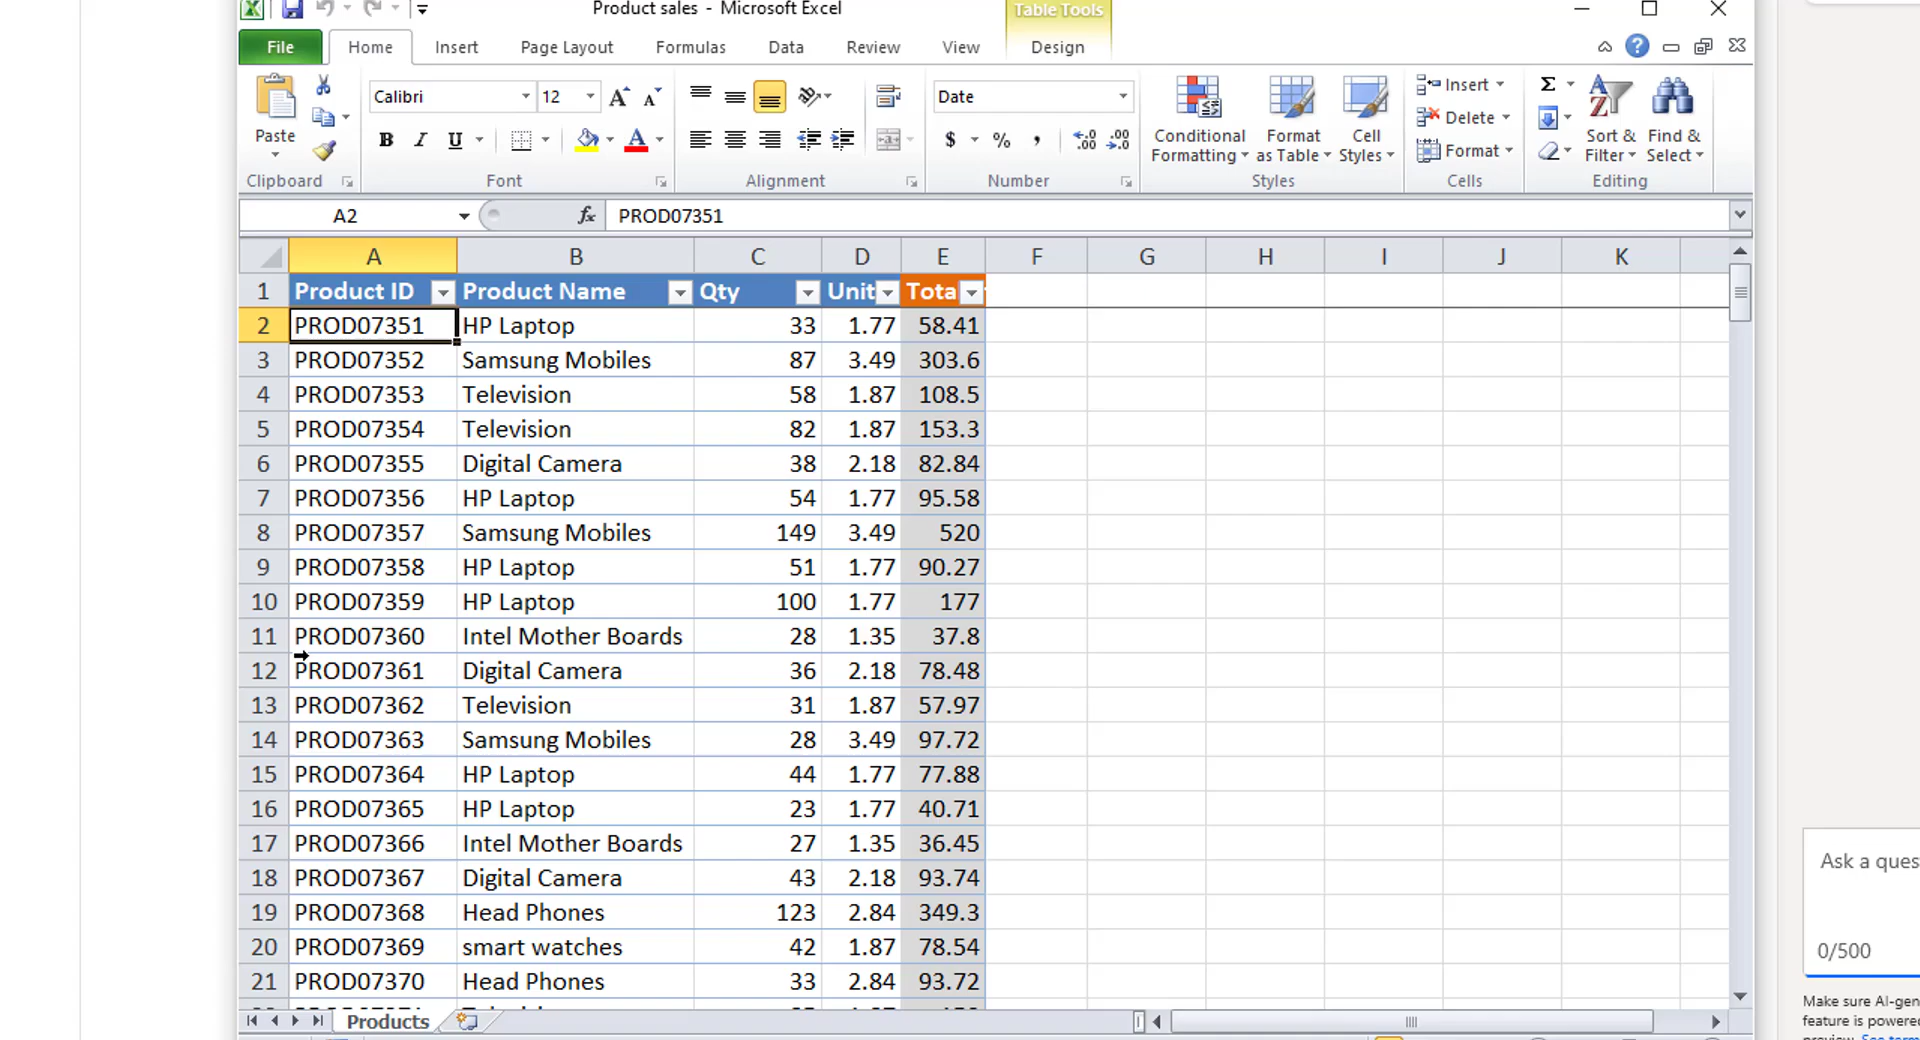 Product sales - Microsoft Excel
Table Tools
File Home Insert Page Layout Formulas Data Review View Design
Calibri 12 Date Insert
Paste Conditional Formatting Format as Table Cell Styles Delete Sort & Filter Find & Select
B I U $ % , Format
Clipboard Font Alignment Number Styles Cells Editing
A2 fx PROD07351
A B C D E F G H I J K
1 Product ID Product Name Qty Unit Tota
2 PROD07351 HP Laptop 33 1.77 58.41
3 PROD07352 Samsung Mobiles 87 3.49 303.6
4 PROD07353 Television 58 1.87 108.5
5 PROD07354 Television 82 1.87 153.3
6 PROD07355 Digital Camera 38 2.18 82.84
7 PROD07356 HP Laptop 54 1.77 95.58
8 PROD07357 Samsung Mobiles 149 3.49 520
9 PROD07358 HP Laptop 51 1.77 90.27
10 PROD07359 HP Laptop 100 1.77 177
11 PROD07360 Intel Mother Boards 28 1.35 37.8
12 PROD07361 Digital Camera 36 2.18 78.48
13 PROD07362 Television 31 1.87 57.97
14 PROD07363 Samsung Mobiles 28 3.49 97.72
15 PROD07364 HP Laptop 44 1.77 77.88
16 PROD07365 HP Laptop 23 1.77 40.71
17 PROD07366 Intel Mother Boards 27 1.35 36.45
18 PROD07367 Digital Camera 43 2.18 93.74
19 PROD07368 Head Phones 123 2.84 349.3
20 PROD07369 smart watches 42 1.87 78.54
21 PROD07370 Head Phones 33 2.84 93.72
Products
Ask a ques
0/500
Make sure AI-gen
feature is powere